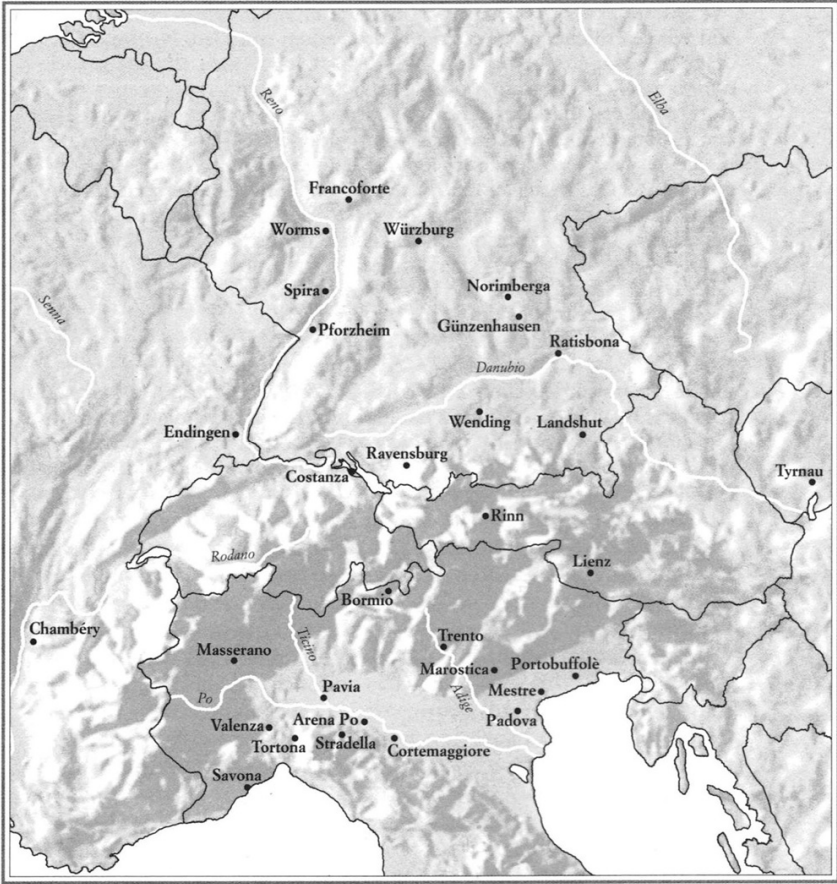 Reno
Elba
Francoforte
Worms
Würzburg
Senna
Spira
Norimberga
Pforzheim
Günzenhausen
Ratisbona
Danubio
Endingen
Wending
Landshut
Ravensburg
Costanza
Tyrnau
Rinn
Rodano
Lienz
Bormio
Chambéry
Ticino
Trento
Masserano
Marostica
Portobuffolè
Po
Pavia
Adige
Mestre
Valenza
Arena Po
Padova
Tortona
Stradella
Cortemaggiore
Savona